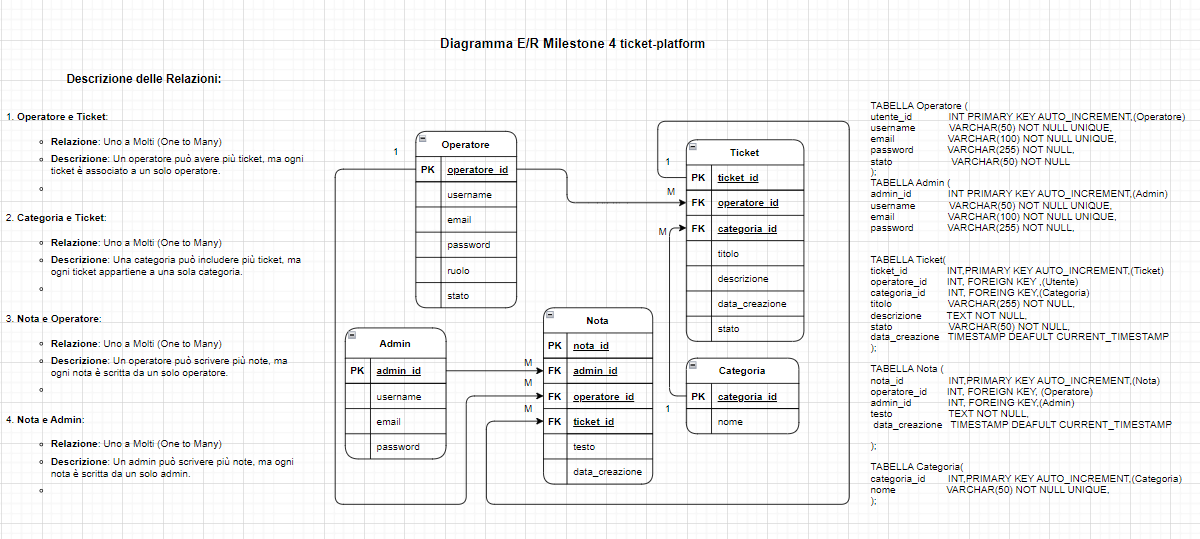 Diagramma E/R Milestone 4 ticket-platform
Descrizione delle Relazioni:
1. Operatore e Ticket:
Relazione: Uno a Molti (One to Many)
Descrizione: Un operatore può avere più ticket, ma ogni
ticket è associato a un solo operatore.
2. Categoria e Ticket:
Relazione: Uno a Molti (One to Many)
Descrizione: Una categoria può includere più ticket, ma
ogni ticket appartiene a una sola categoria.
3. Nota e Operatore:
Relazione: Uno a Molti (One to Many)
Descrizione: Un operatore può scrivere più note, ma
ogni nota è scritta da un solo operatore.
4. Nota e Admin:
Relazione: Uno a Molti (One to Many)
Descrizione: Un admin può scrivere più note, ma ogni
nota è scritta da un solo admin.
1
Operatore
PK operatore_id
username
email
password
ruolo
stato
Admin
PK admin_id
username
email
password
M
M
M
Nota
PK nota_id
FK admin_id
FK operatore_id
FK ticket_id
testo
data_creazione
1
M
M
Ticket
PK ticket_id
FK operatore_id
FK categoria_id
titolo
descrizione
data_creazione
stato
1
Categoria
PK categoria_id
nome
TABELLA Operatore (
utente_id INT PRIMARY KEY AUTO_INCREMENT,(Operatore)
username VARCHAR(50) NOT NULL UNIQUE,
email VARCHAR(100) NOT NULL UNIQUE,
password VARCHAR(255) NOT NULL,
stato VARCHAR(50) NOT NULL
);
TABELLA Admin (
admin_id INT PRIMARY KEY AUTO_INCREMENT,(Admin)
username VARCHAR(50) NOT NULL UNIQUE,
email VARCHAR(100) NOT NULL UNIQUE,
password VARCHAR(255) NOT NULL,
TABELLA Ticket(
ticket_id INT,PRIMARY KEY AUTO_INCREMENT,(Ticket)
operatore_id INT, FOREIGN KEY ,(Utente)
categoria_id INT, FOREING KEY,(Categoria)
titolo VARCHAR(255) NOT NULL,
descrizione TEXT NOT NULL,
stato VARCHAR(50) NOT NULL,
data_creazione TIMESTAMP DEAFULT CURRENT_TIMESTAMP
);
TABELLA Nota (
nota_id INT,PRIMARY KEY AUTO_INCREMENT,(Nota)
operatore_id INT, FOREIGN KEY, (Operatore)
admin_id INT, FOREING KEY,(Admin)
testo TEXT NOT NULL,
data_creazione TIMESTAMP DEAFULT CURRENT_TIMESTAMP
);
TABELLA Categoria(
categoria_id INT,PRIMARY KEY AUTO_INCREMENT,(Categoria)
nome VARCHAR(50) NOT NULL UNIQUE,
);